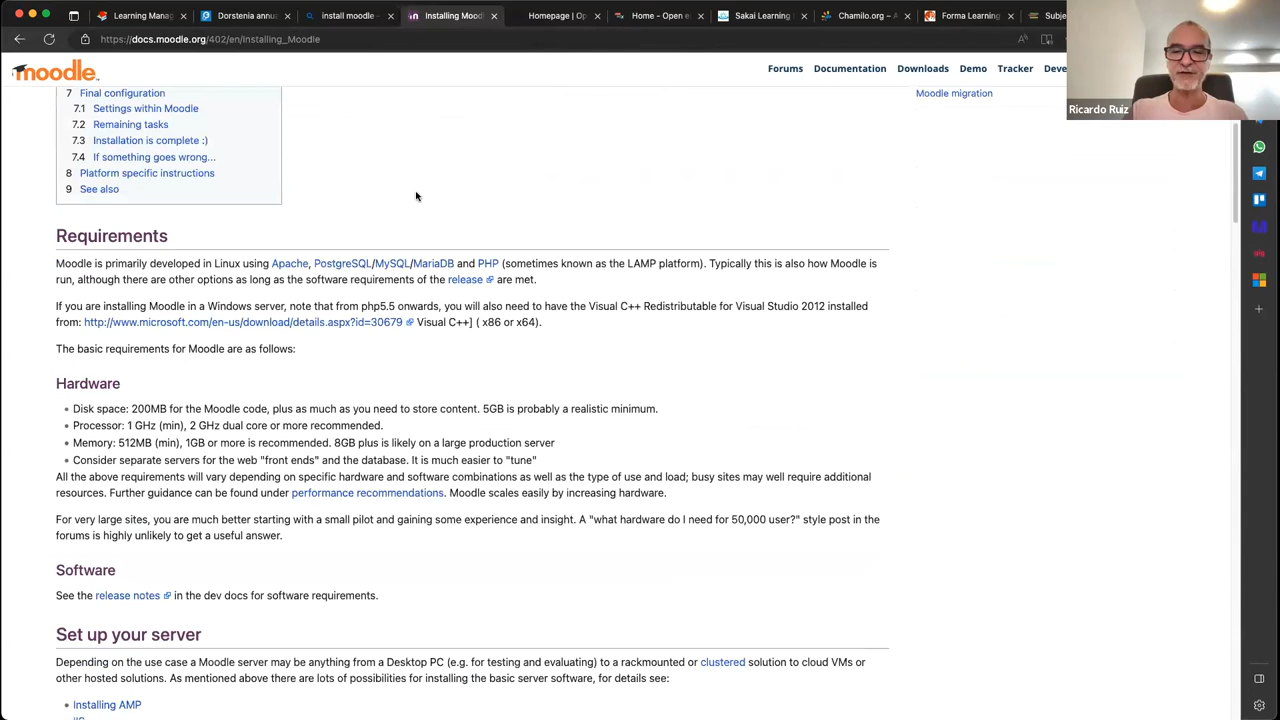 Learning Mana
Dorstenia annua
install moodle -
Installing Mood
Homepage | Op
Home - Open e
Sakai Learning
Chamilo.org –
Forma Learning
Subje
https://docs.moodle.org/402/en/Installing_Moodle
moodle
Forums Documentation Downloads Demo Tracker Deve
Ricardo Ruiz
7 Final configuration
Moodle migration
7.1 Settings within Moodle
7.2 Remaining tasks
7.3 Installation is complete :)
7.4 If something goes wrong...
8 Platform specific instructions
9 See also
Requirements
Moodle is primarily developed in Linux using Apache, PostgreSQL/MySQL/MariaDB and PHP (sometimes known as the LAMP platform). Typically this is also how Moodle is
run, although there are other options as long as the software requirements of the release are met.
If you are installing Moodle in a Windows server, note that from php5.5 onwards, you will also need to have the Visual C++ Redistributable for Visual Studio 2012 installed
from: http://www.microsoft.com/en-us/download/details.aspx?id=30679 Visual C++] ( x86 or x64).
The basic requirements for Moodle are as follows:
Hardware
• Disk space: 200MB for the Moodle code, plus as much as you need to store content. 5GB is probably a realistic minimum.
• Processor: 1 GHz (min), 2 GHz dual core or more recommended.
• Memory: 512MB (min), 1GB or more is recommended. 8GB plus is likely on a large production server
• Consider separate servers for the web "front ends" and the database. It is much easier to "tune"
All the above requirements will vary depending on specific hardware and software combinations as well as the type of use and load; busy sites may well require additional
resources. Further guidance can be found under performance recommendations. Moodle scales easily by increasing hardware.
For very large sites, you are much better starting with a small pilot and gaining some experience and insight. A "what hardware do I need for 50,000 user?" style post in the
forums is highly unlikely to get a useful answer.
Software
See the release notes in the dev docs for software requirements.
Set up your server
Depending on the use case a Moodle server may be anything from a Desktop PC (e.g. for testing and evaluating) to a rackmounted or clustered solution to cloud VMs or
other hosted solutions. As mentioned above there are lots of possibilities for installing the basic server software, for details see:
• Installing AMP